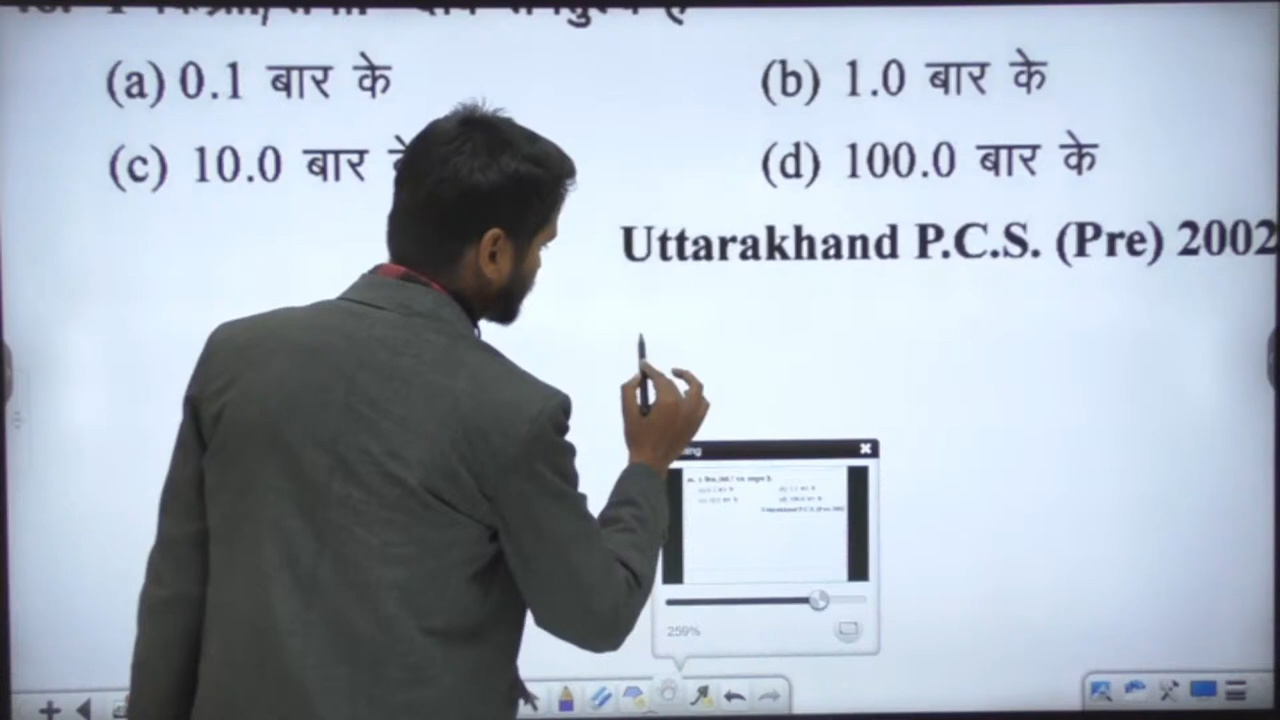 (a) 0.1 बार के
(b) 1.0 बार के
(c) 10.0 बार
(d) 100.0 बार के
Uttarakhand P.C.S. (Pre) 2002
259%